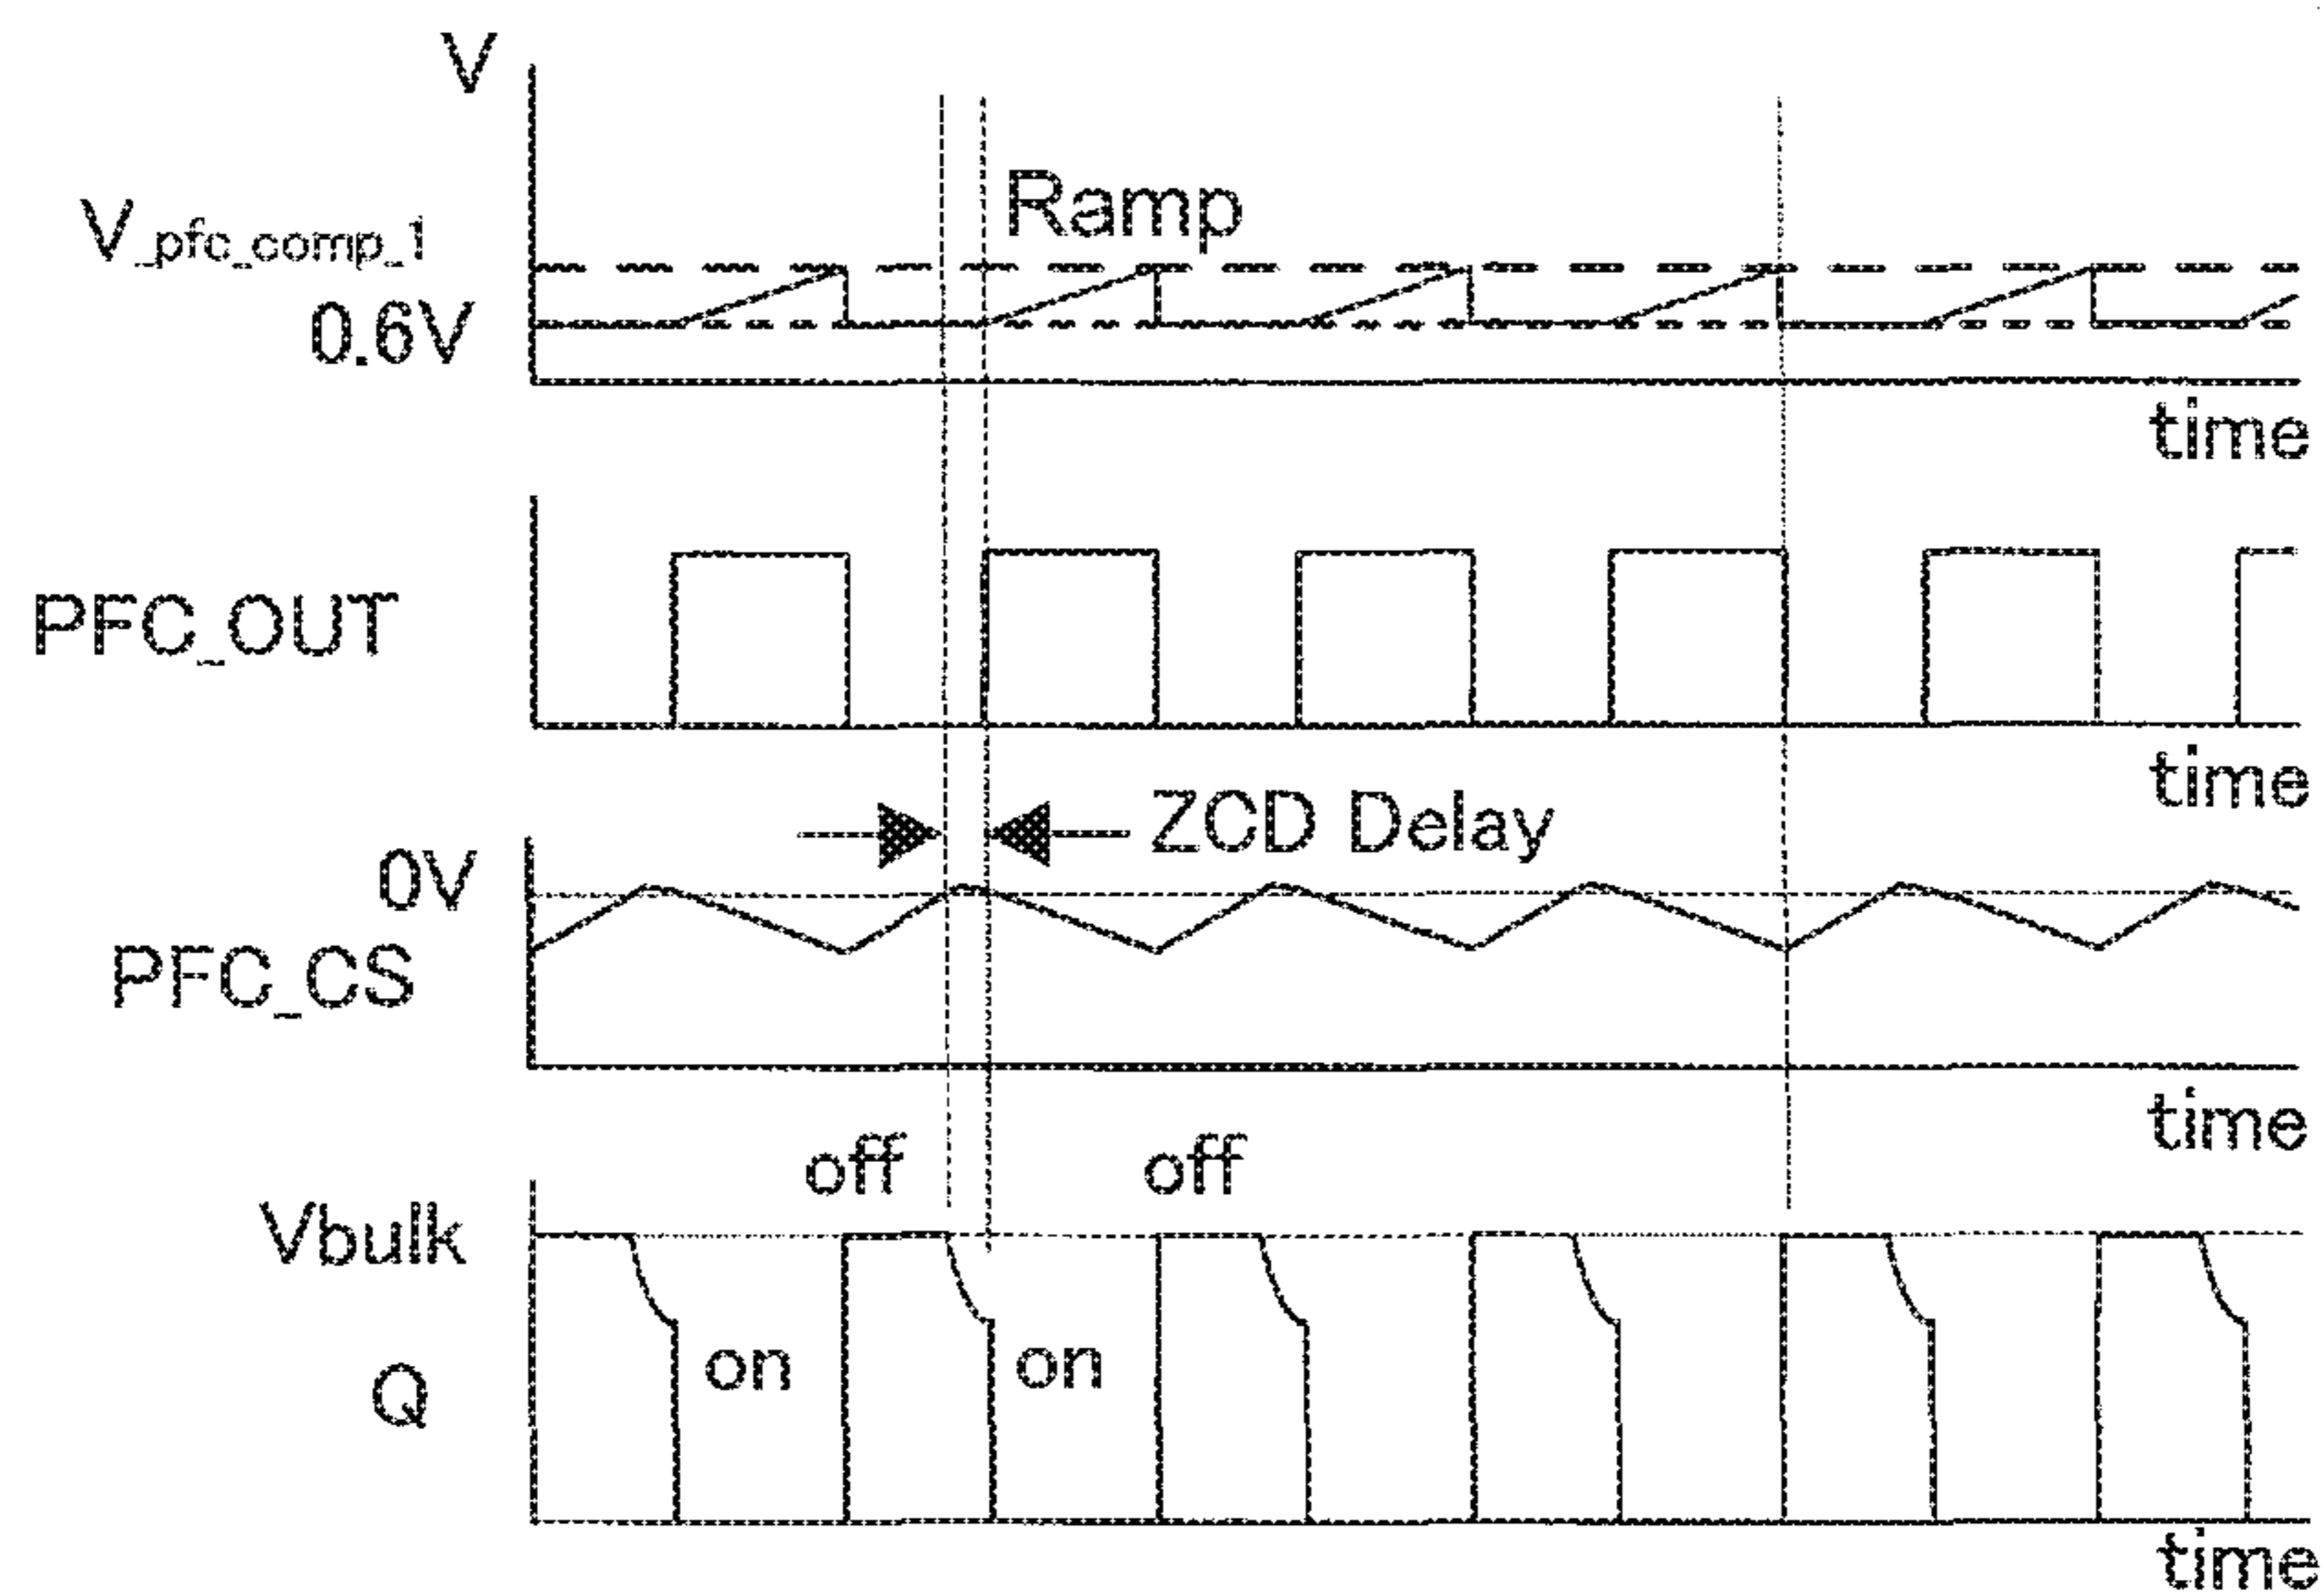 V
Ramp
V_pfc_comp_1
0.6V
time
PFC_OUT
time
ZCD Delay
0V
PFC_CS
time
off off
Vbulk
on on
Q
time